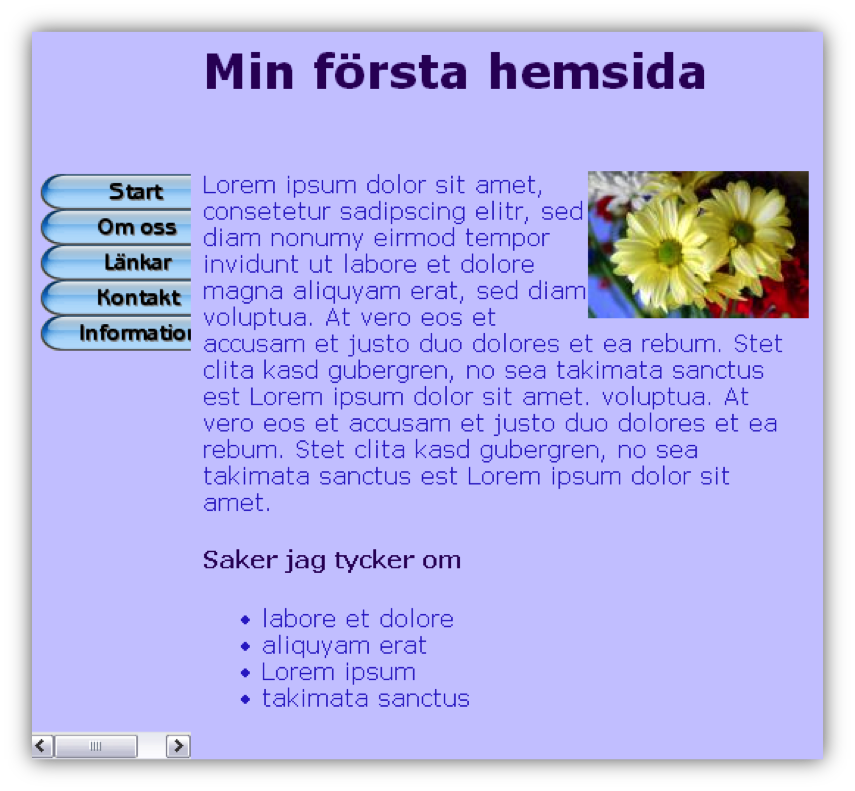 Min första hemsida
Start
Om oss
Länkar
Kontakt
Informatior
Lorem ipsum dolor sit amet,
consetetur sadipscing elitr, sed
diam nonumy eirmod tempor
invidunt ut labore et dolore
magna aliquyam erat, sed diam
voluptua. At vero eos et
accusam et justo duo dolores et ea rebum. Stet
clita kasd gubergren, no sea takimata sanctus
est Lorem ipsum dolor sit amet. voluptua. At
vero eos et accusam et justo duo dolores et ea
rebum. Stet clita kasd gubergren, no sea
takimata sanctus est Lorem ipsum dolor sit
amet.
Saker jag tycker om
• labore et dolore
• aliquyam erat
• Lorem ipsum
• takimata sanctus